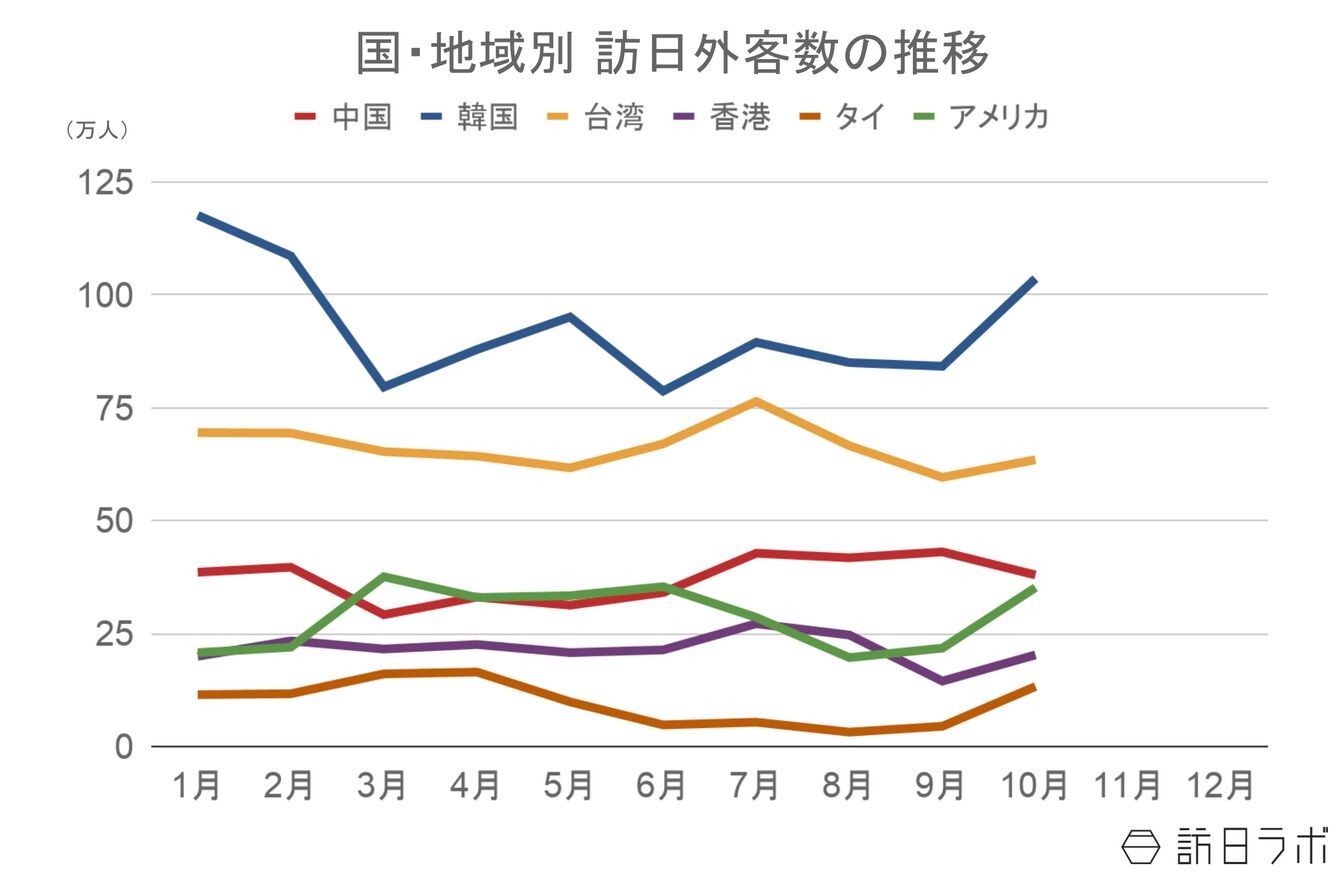 国・地域別 訪日外客数の推移
中国 韓国 台湾 香港 タイ アメリカ
（万人）
125
100
75
50
25
0
1月 2月 3月 4月 5月 6月 7月 8月 9月 10月 11月 12月
訪日ラボ